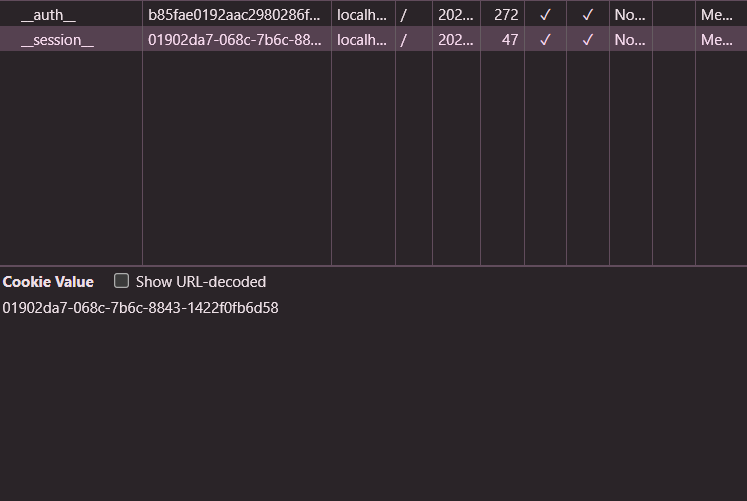 __auth__ b85fae0192aac2980286f... localh... / 202... 272 ✓ ✓ No... Me...
__session__ 01902da7-068c-7b6c-88... localh... / 202... 47 ✓ ✓ No... Me...
Cookie Value Show URL-decoded
01902da7-068c-7b6c-8843-1422f0fb6d58